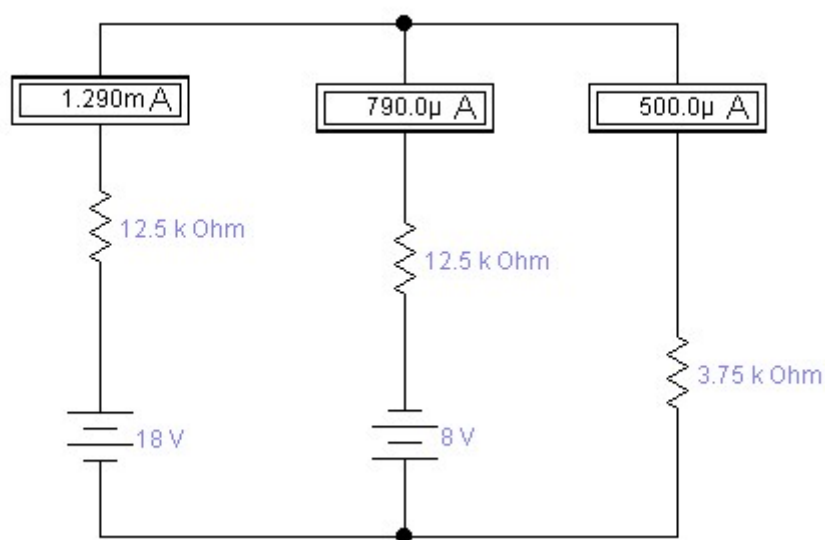 1.290m A
790.0µ A
500.0µ A
12.5 k Ohm
12.5 k Ohm
3.75 k Ohm
18 V
8 V